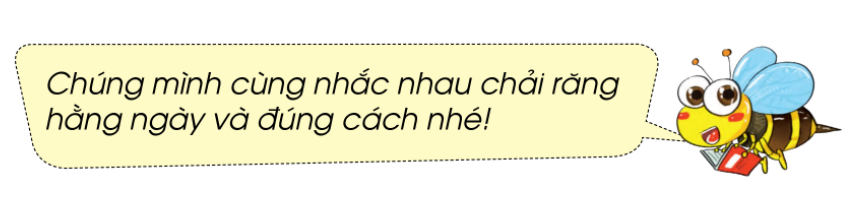 Chúng mình cùng nhắc nhau chải răng
hằng ngày và đúng cách nhé!